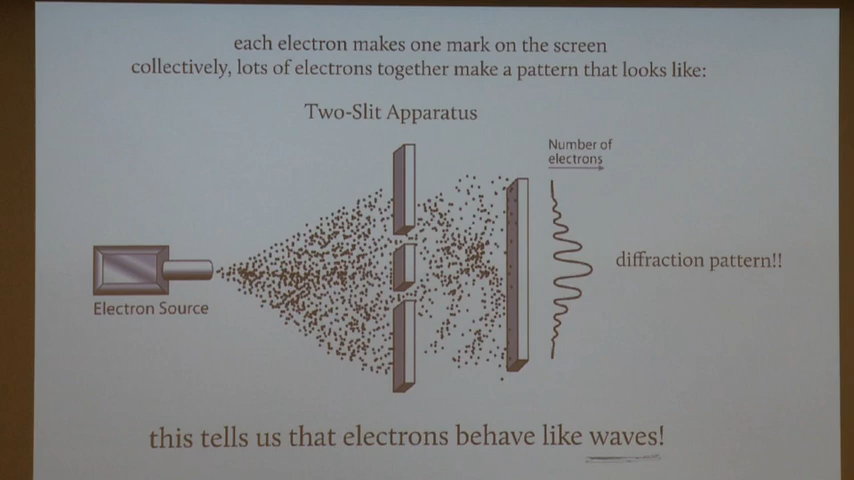 each electron makes one mark on the screen
collectively, lots of electrons together make a pattern that looks like:
Two-Slit Apparatus
Number of
electrons
diffraction pattern!!
Electron Source
this tells us that electrons behave like waves!